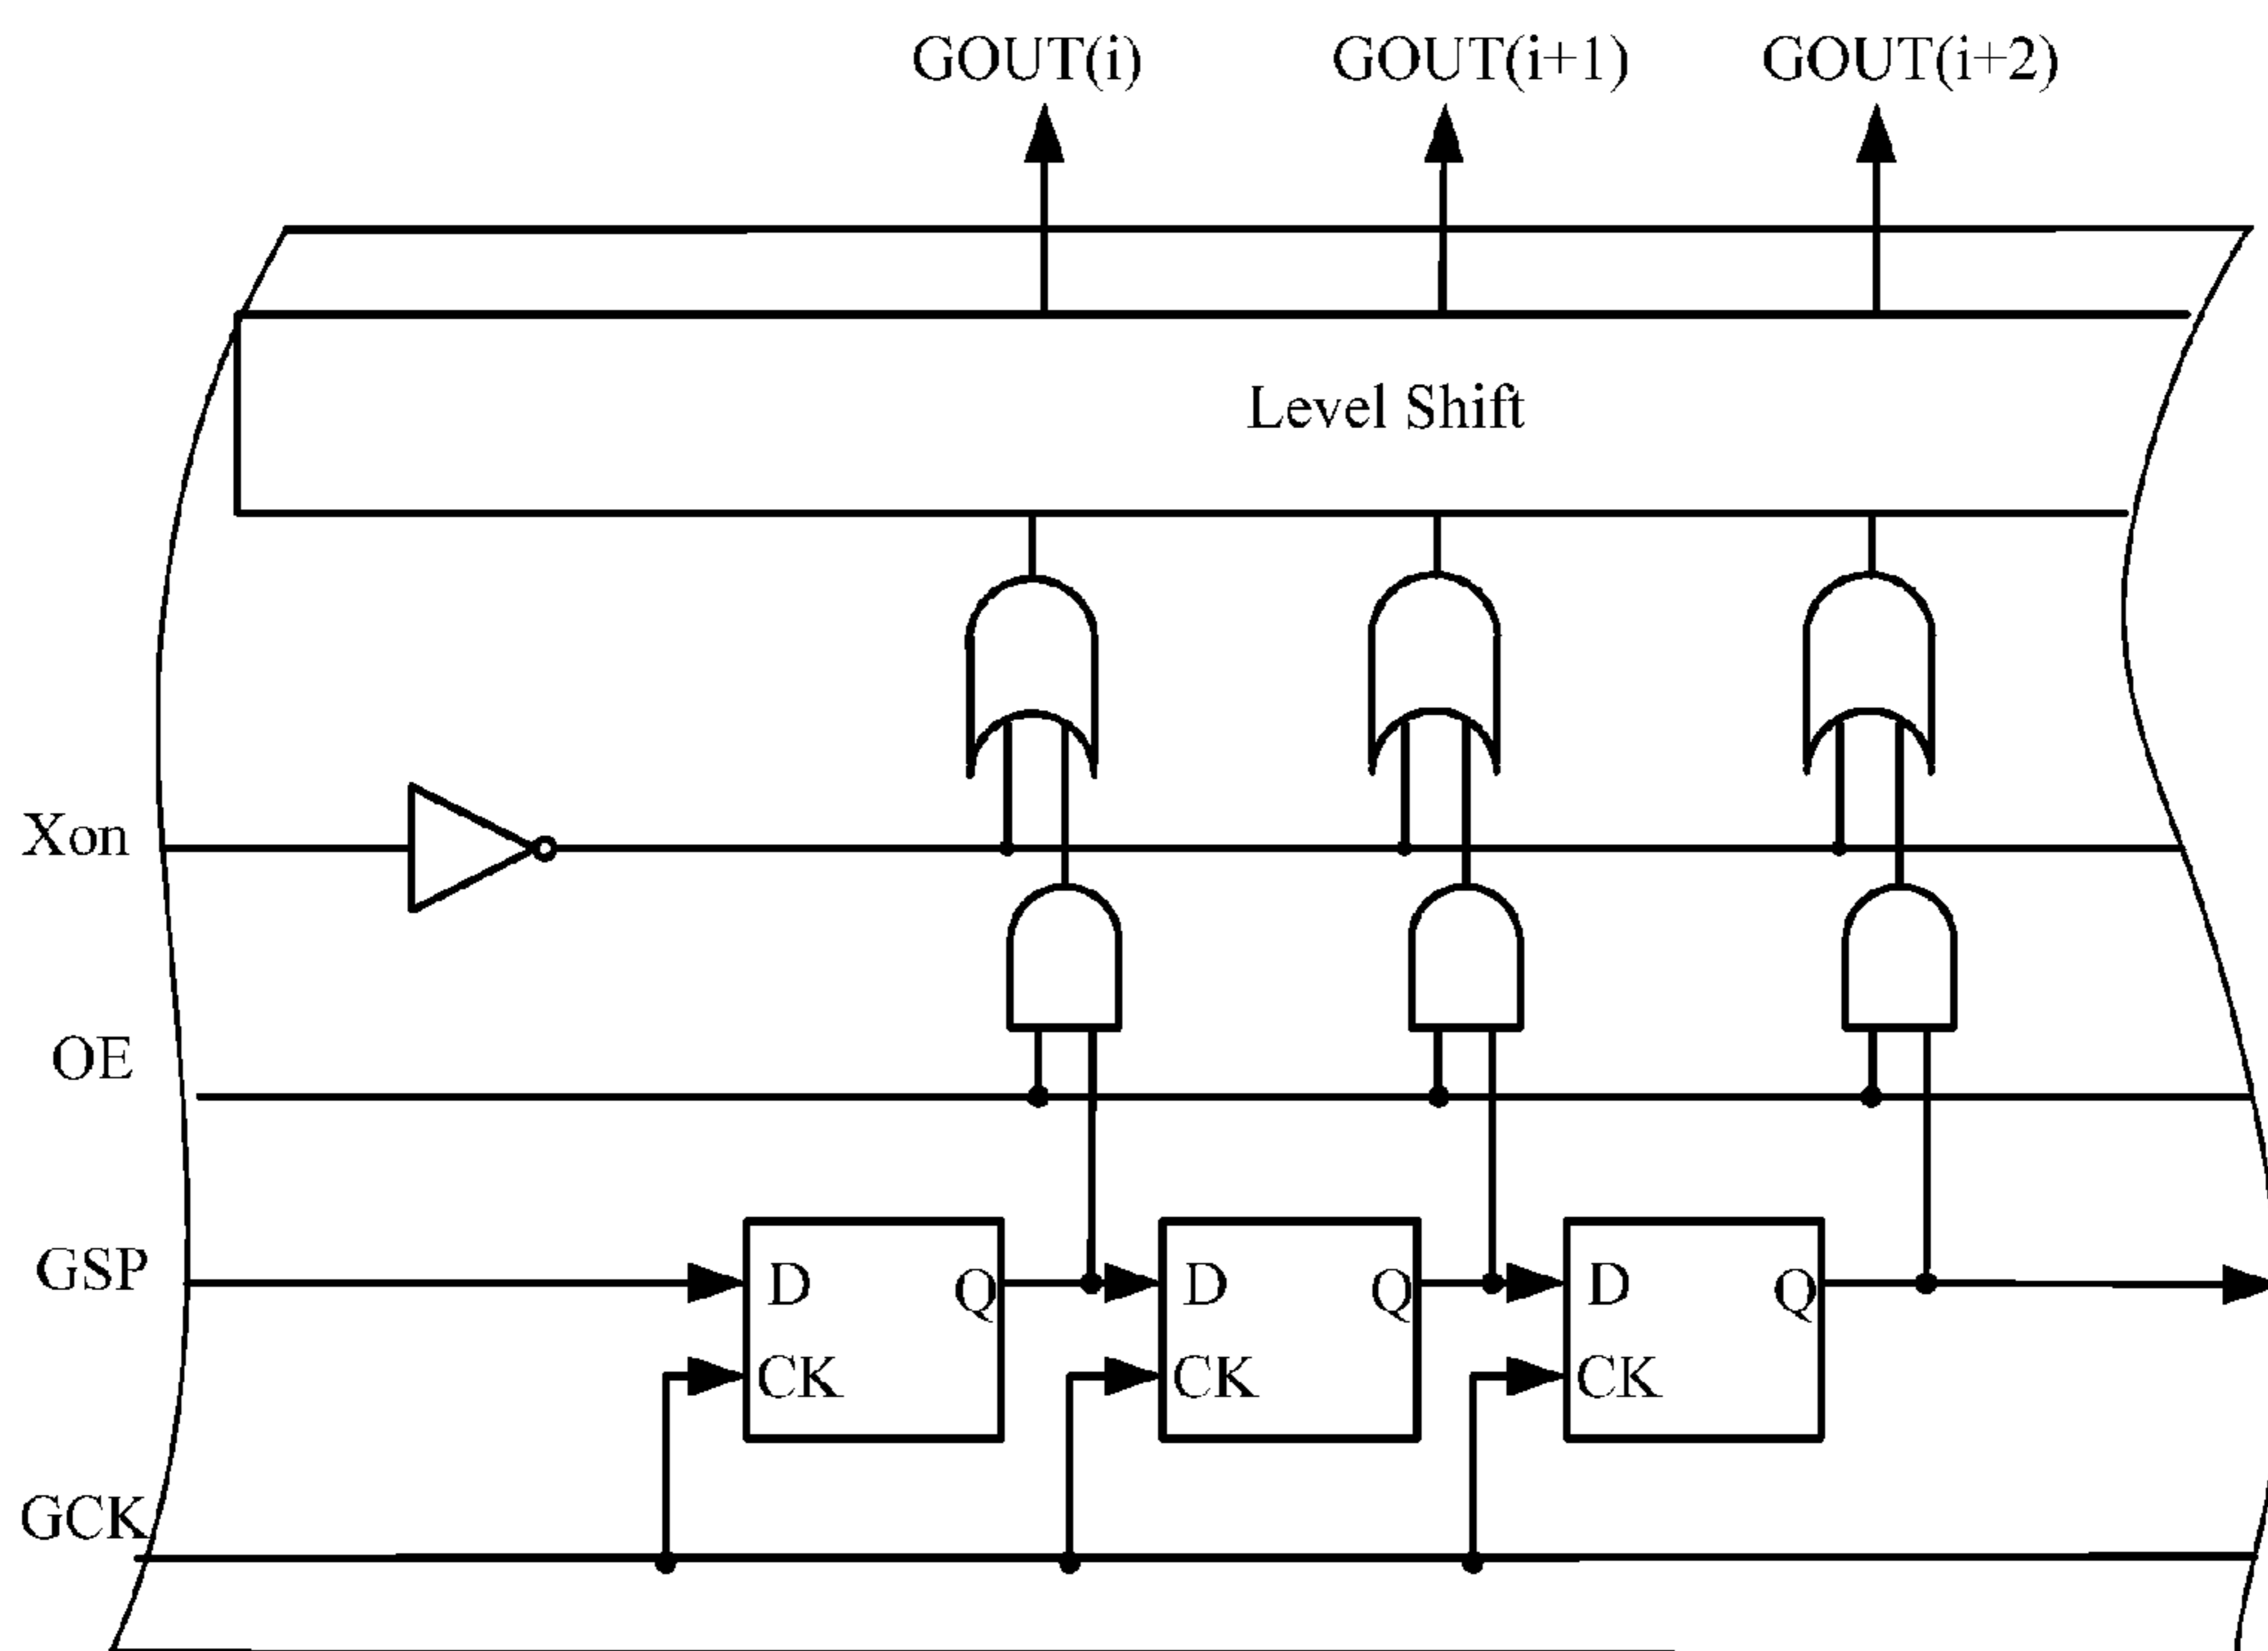 GOUT(i) GOUT(i+1) GOUT(i+2)
Level Shift
Xon
OE
GSP
D Q D Q D Q
CK CK CK
GCK